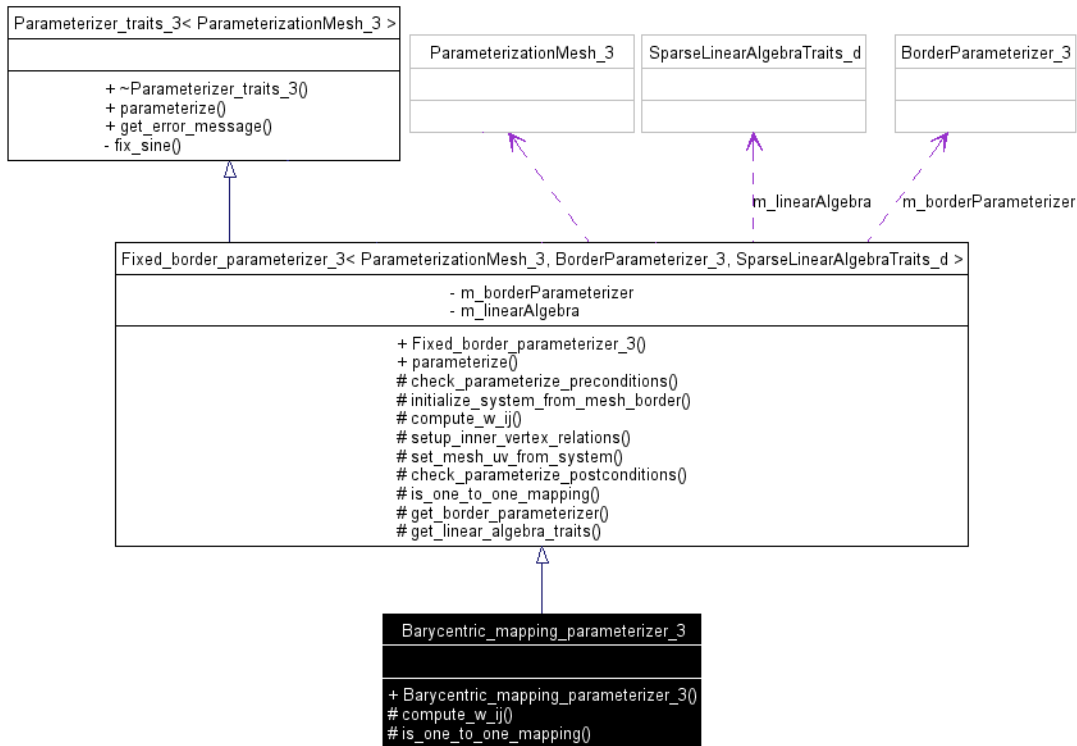 Parameterizer_traits_3< ParameterizationMesh_3 >
+ ~Parameterizer_traits_3()
+ parameterize()
+ get_error_message()
- fix_sine()
ParameterizationMesh_3
SparseLinearAlgebraTraits_d
BorderParameterizer_3
m_linearAlgebra
m_borderParameterizer
Fixed_border_parameterizer_3< ParameterizationMesh_3, BorderParameterizer_3, SparseLinearAlgebraTraits_d >
- m_borderParameterizer
- m_linearAlgebra
+ Fixed_border_parameterizer_3()
+ parameterize()
# check_parameterize_preconditions()
# initialize_system_from_mesh_border()
# compute_w_ij()
# setup_inner_vertex_relations()
# set_mesh_uv_from_system()
# check_parameterize_postconditions()
# is_one_to_one_mapping()
# get_border_parameterizer()
# get_linear_algebra_traits()
Barycentric_mapping_parameterizer_3
+ Barycentric_mapping_parameterizer_3()
# compute_w_ij()
# is_one_to_one_mapping()